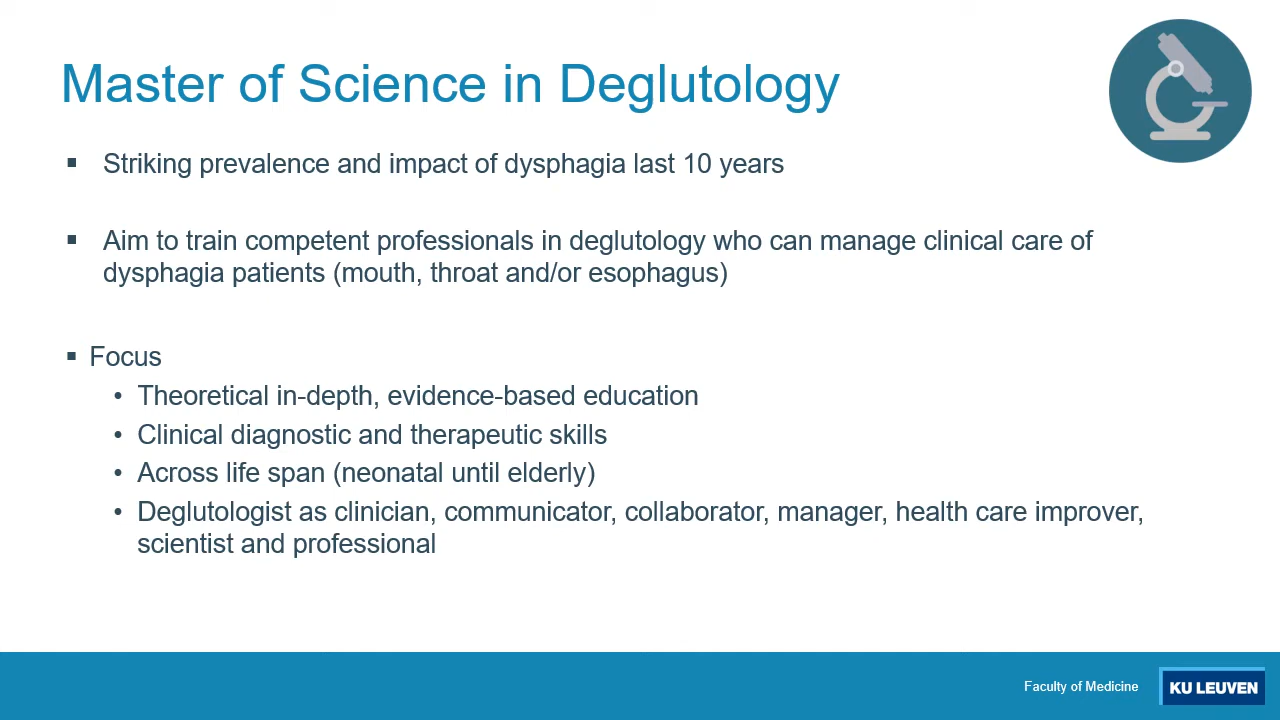 Master of Science in Deglutology
▪ Striking prevalence and impact of dysphagia last 10 years
▪ Aim to train competent professionals in deglutology who can manage clinical care of
dysphagia patients (mouth, throat and/or esophagus)
▪ Focus
• Theoretical in-depth, evidence-based education
• Clinical diagnostic and therapeutic skills
• Across life span (neonatal until elderly)
• Deglutologist as clinician, communicator, collaborator, manager, health care improver,
scientist and professional
Faculty of Medicine
KU LEUVEN